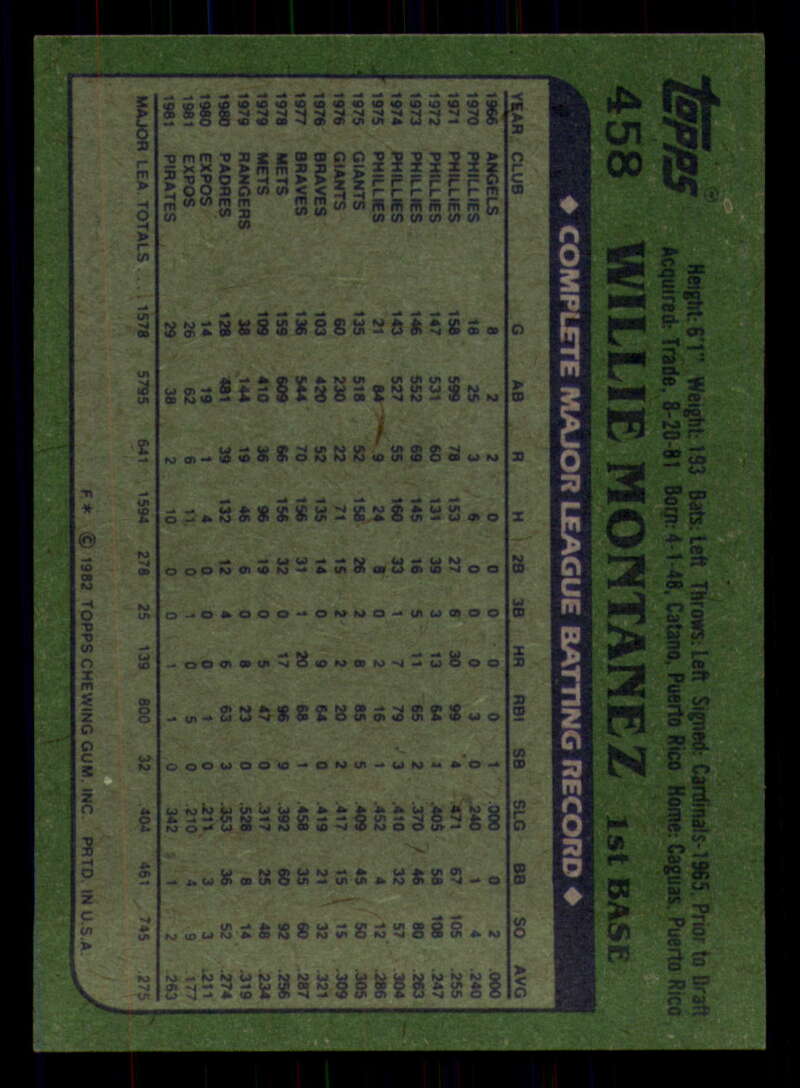 Topps®
458 WILLIE MONTANEZ 1st BASE
Height: 6'1" Weight: 193 Bats: Left Throws: Left Signed: Cardinals-1965, Prior to Draft
Acquired: Trade, 8-20-81 Born: 4-1-48, Catano, Puerto Rico Home: Caguas, Puerto Rico
◆ COMPLETE MAJOR LEAGUE BATTING RECORD ◆
YEAR CLUB G AB R H 2B 3B HR RBI SB SLG BB SO AVG
1966 ANGELS 8 2 2 0 0 0 0 0 1 .000 0 2 .000
1970 PHILLIES 18 25 3 6 0 0 0 3 0 .240 1 4 .240
1971 PHILLIES 158 599 78 153 27 6 30 99 4 .471 67 105 .255
1972 PHILLIES 147 531 60 131 39 3 13 64 1 .405 58 108 .247
1973 PHILLIES 146 552 69 145 16 5 11 65 2 .370 46 80 .263
1974 PHILLIES 143 527 55 160 33 1 7 79 3 .410 32 57 .304
1975 PHILLIES 21 84 9 24 8 0 2 16 1 .452 4 12 .286
1975 GIANTS 135 518 52 158 26 2 8 85 5 .409 45 50 .305
1976 GIANTS 60 230 22 71 15 2 2 20 2 .417 15 15 .309
1976 BRAVES 103 420 52 135 14 0 9 64 0 .419 21 32 .321
1977 BRAVES 136 544 70 156 31 1 20 68 1 .458 35 60 .287
1978 METS 159 609 66 156 32 0 17 96 9 .392 60 92 .256
1979 METS 109 410 36 96 19 0 5 47 0 .317 25 48 .234
1979 RANGERS 38 144 19 46 6 0 8 23 0 .528 8 14 .319
1980 PADRES 128 481 39 132 12 4 6 63 3 .353 36 52 .274
1980 EXPOS 14 19 1 4 0 0 0 1 0 .211 3 3 .211
1981 EXPOS 26 62 6 11 0 1 0 5 0 .210 4 9 .177
1981 PIRATES 29 38 2 10 0 0 1 1 0 .342 1 2 .263
MAJOR LEA. TOTALS .... 1578 5795 641 1594 278 25 139 800 32 .404 461 745 .275
F* © 1982 TOPPS CHEWING GUM, INC. PRTD. IN U.S.A.